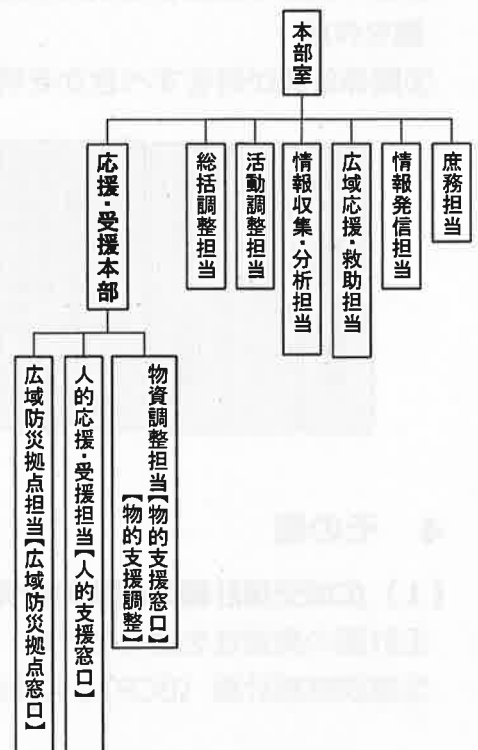 本部室
庶務担当
情報発信担当
広域応援・救助担当
情報収集・分析担当
活動調整担当
総括調整担当
応援・受援本部
物資調整担当【物的支援窓口】
【物的支援調整】
人的応援・受援担当【人的支援窓口】
広域防災拠点担当【広域防災拠点窓口】